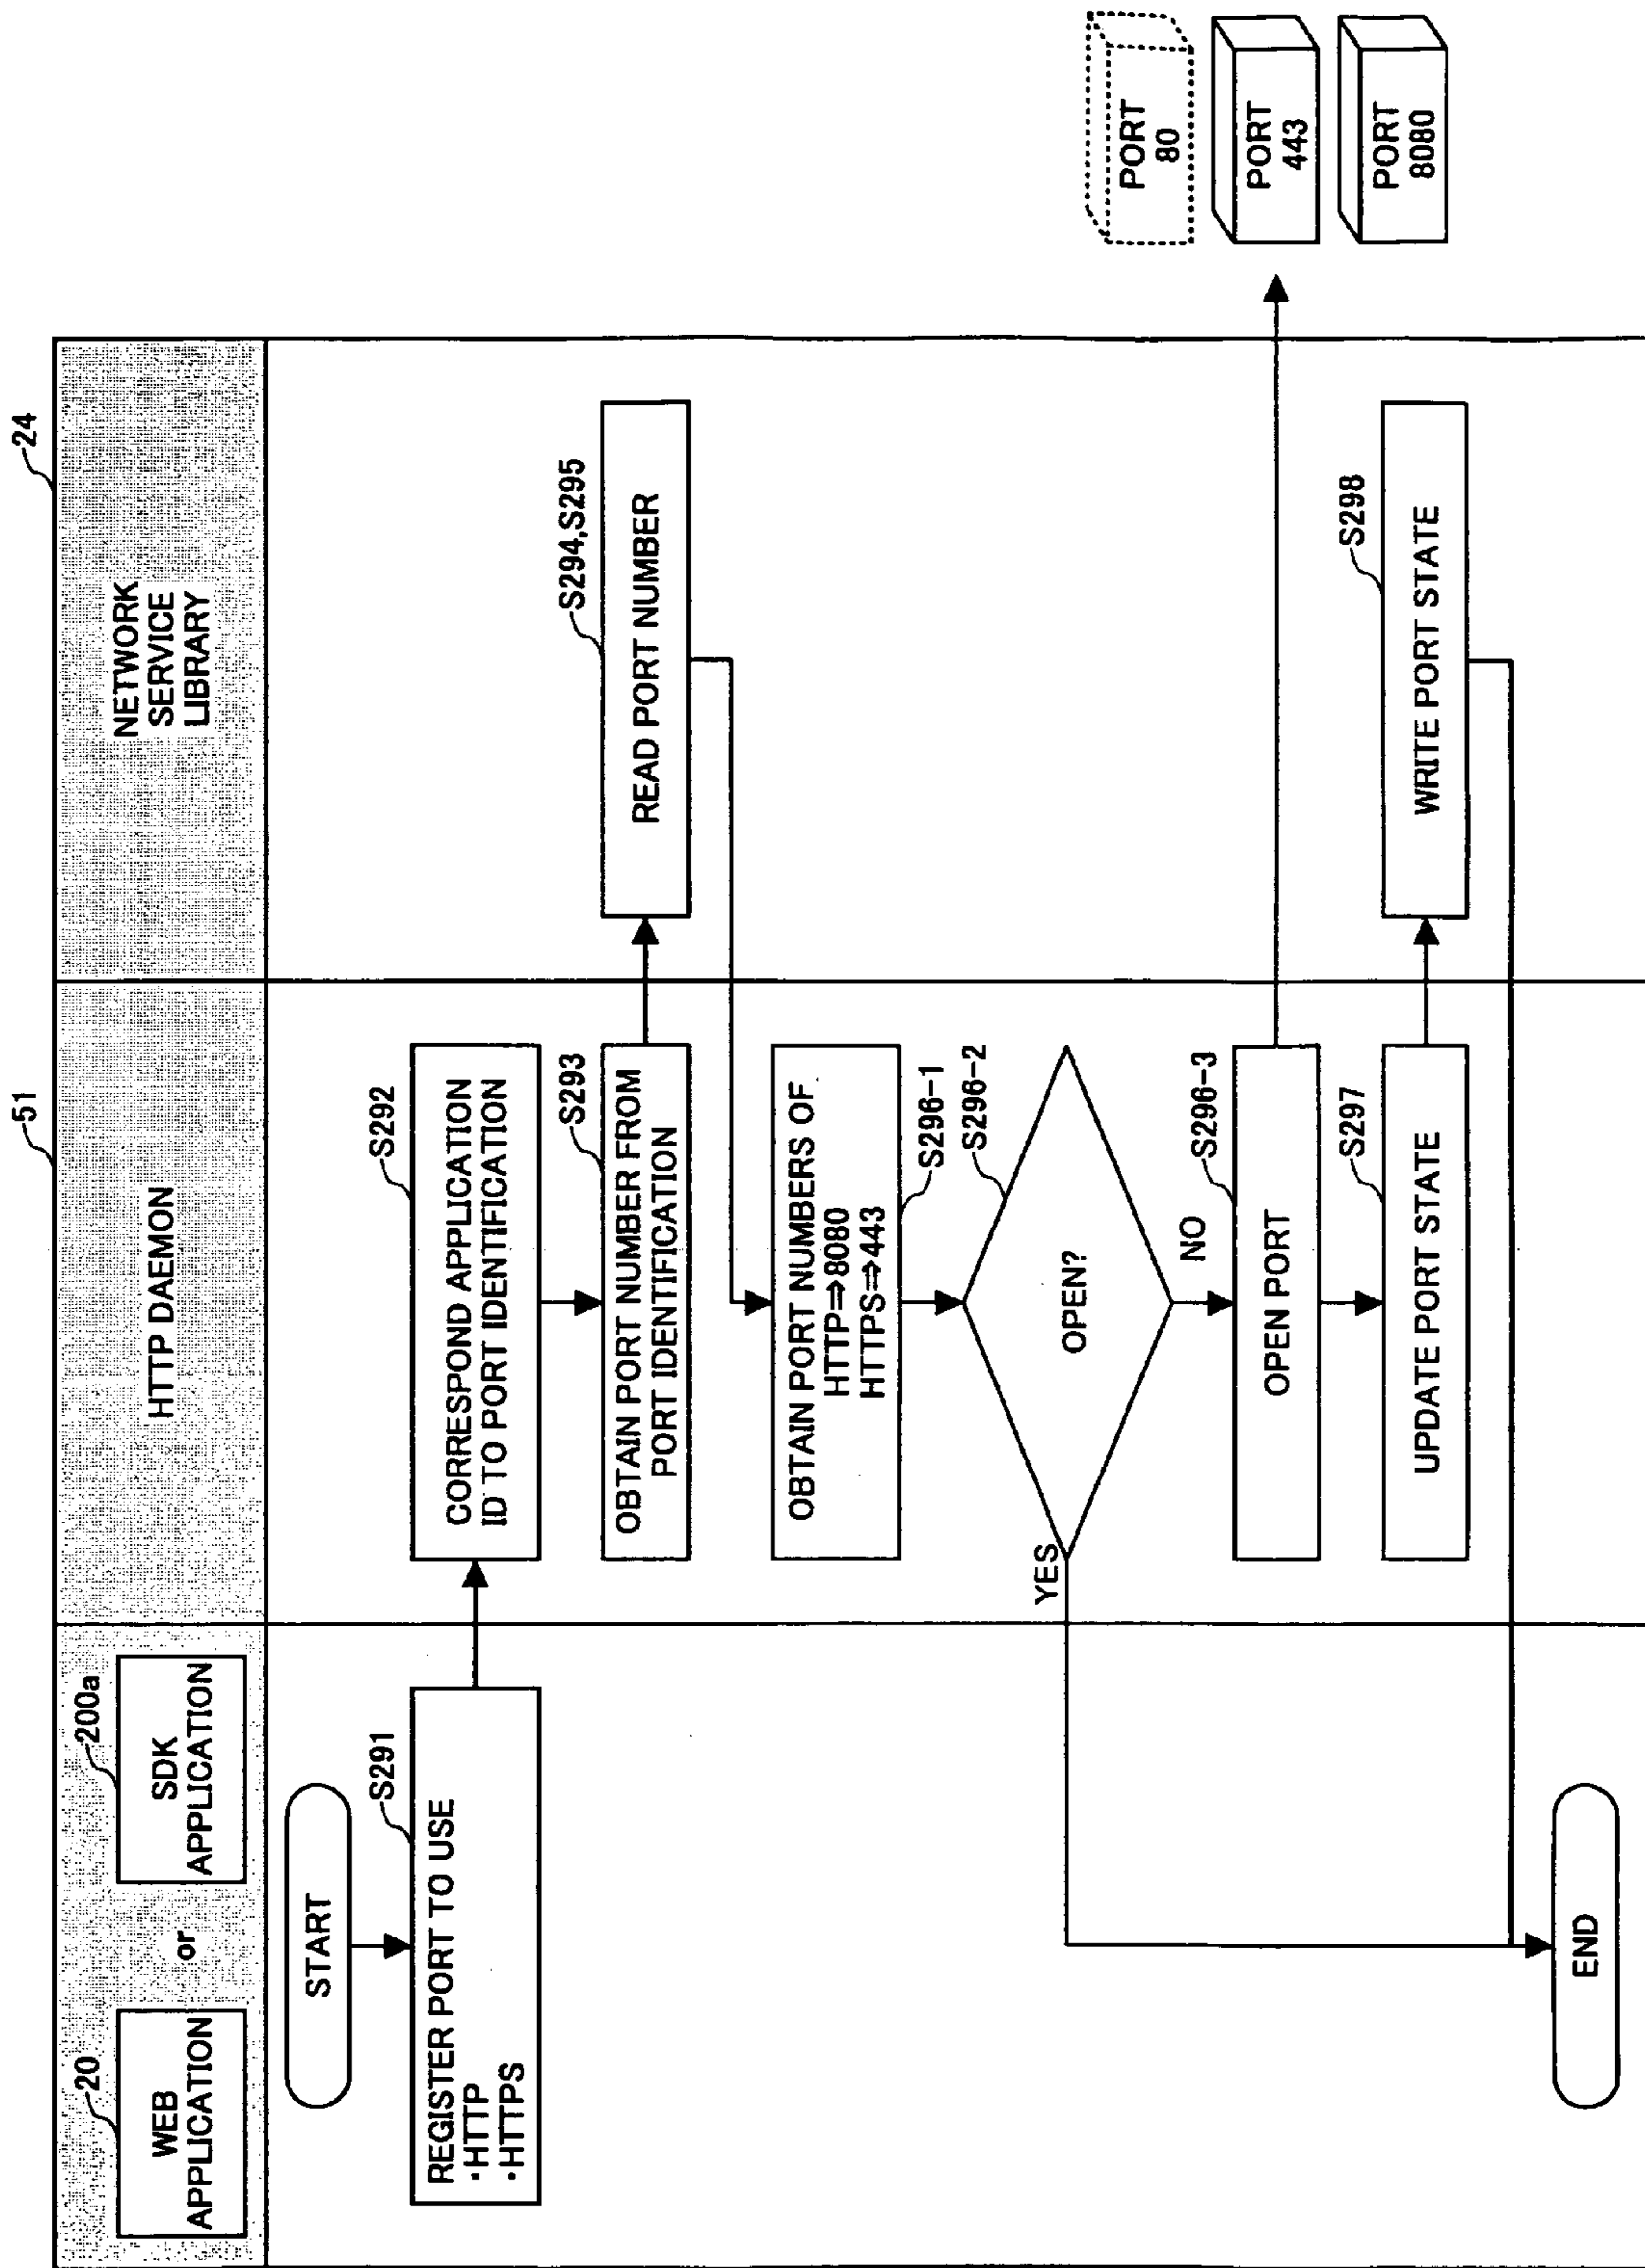 20
WEB
APPLICATION
or
200a
SDK
APPLICATION
51
HTTP DAEMON
24
NETWORK
SERVICE
LIBRARY
START
S291
REGISTER PORT TO USE
·HTTP
·HTTPS
S292
CORRESPOND APPLICATION
ID TO PORT IDENTIFICATION
S293
OBTAIN PORT NUMBER FROM
PORT IDENTIFICATION
S294,S295
READ PORT NUMBER
OBTAIN PORT NUMBERS OF
HTTP⇒8080
HTTPS⇒443
S296-1
S296-2
OPEN?
YES
NO
S296-3
OPEN PORT
PORT
80
PORT
443
PORT
8080
S297
UPDATE PORT STATE
S298
WRITE PORT STATE
END